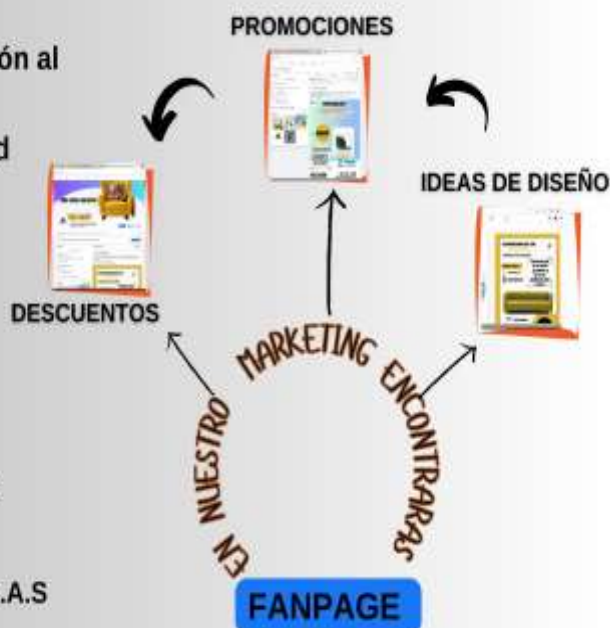 PROMOCIONES
ón al
d
IDEAS DE DISEÑO
DESCUENTOS
EN NUESTRO MARKETING ENCONTRARAS
.A.S
FANPAGE